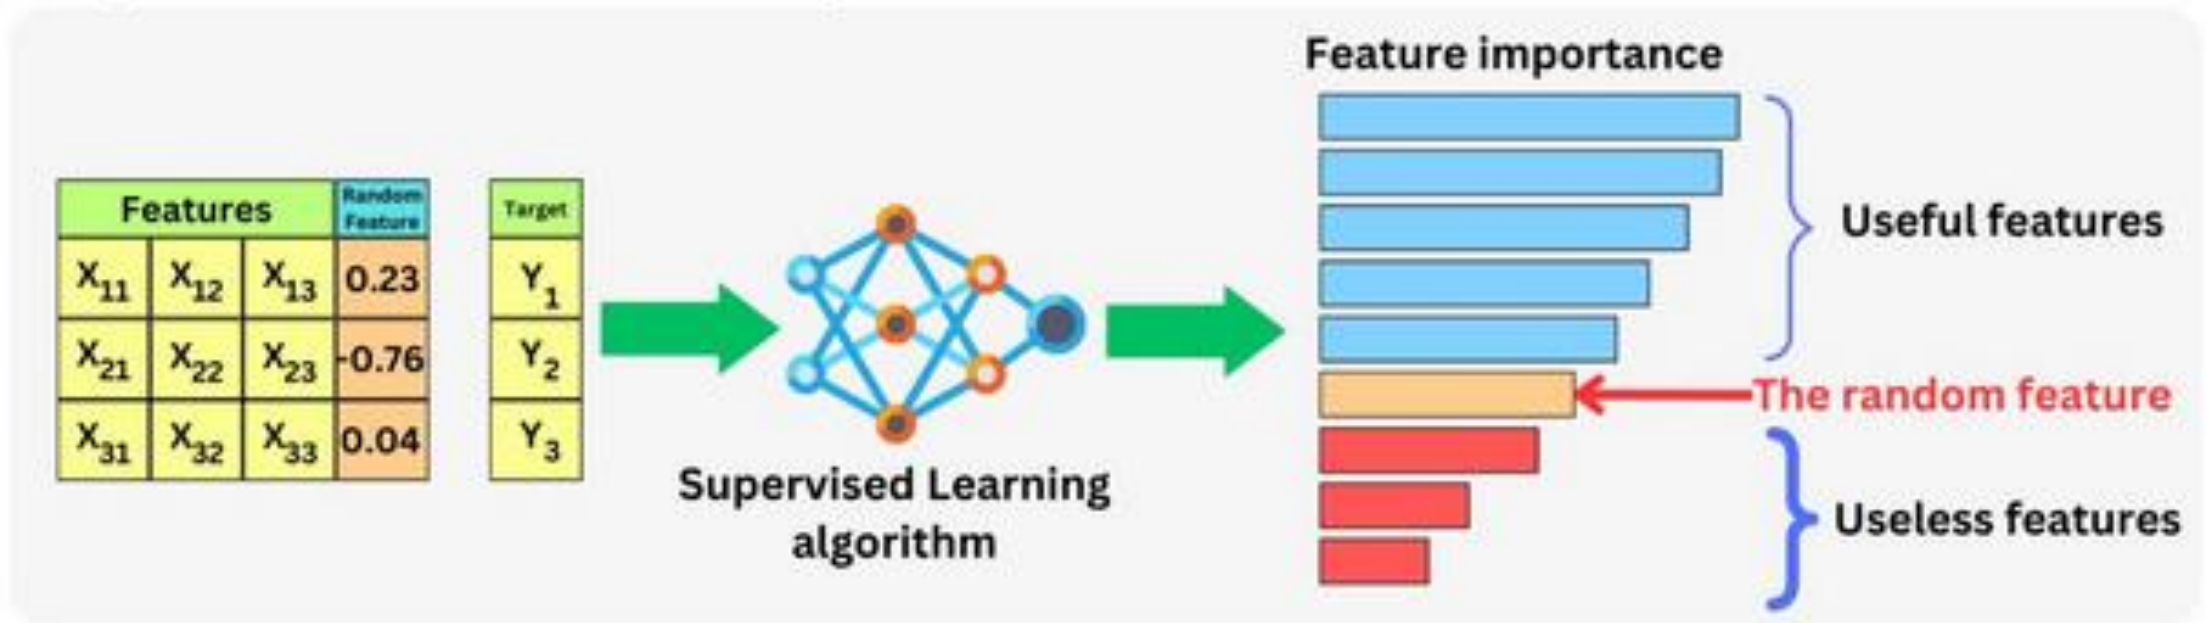 Features Random Feature Target
X11 X12 X13 0.23 Y1
X21 X22 X23 -0.76 Y2
X31 X32 X33 0.04 Y3
Supervised Learning
algorithm
Feature importance
Useful features
The random feature
Useless features